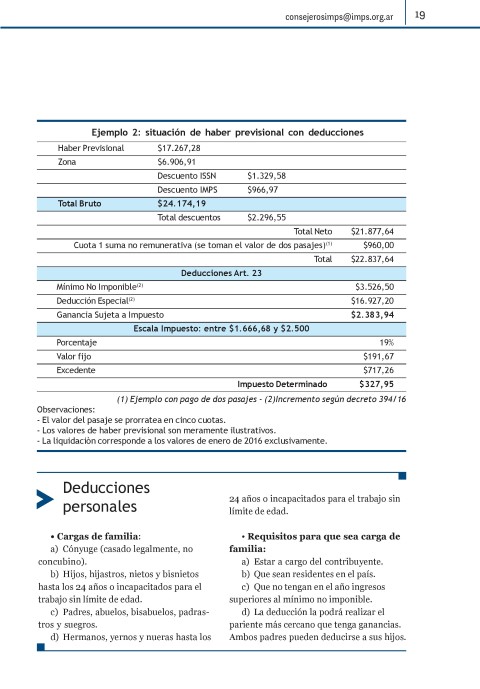 consejerosimps@imps.org.ar 19
Ejemplo 2: situación de haber previsional con deducciones
Haber Previsional $17.267,28
Zona $6.906,91
Descuento ISSN $1.329,58
Descuento IMPS $966,97
Total Bruto $24.174,19
Total descuentos $2.296,55
Total Neto $21.877,64
Cuota 1 suma no remunerativa (se toman el valor de dos pasajes)(1) $960,00
Total $22.837,64
Deducciones Art. 23
Mínimo No Imponible(2) $3.526,50
Deducción Especial(2) $16.927,20
Ganancia Sujeta a Impuesto $2.383,94
Escala Impuesto: entre $1.666,68 y $2.500
Porcentaje 19%
Valor fijo $191,67
Excedente $717,26
Impuesto Determinado $327,95
(1) Ejemplo con pago de dos pasajes - (2)Incremento según decreto 394/16
Observaciones:
- El valor del pasaje se prorratea en cinco cuotas.
- Los valores de haber previsional son meramente ilustrativos.
- La liquidación corresponde a los valores de enero de 2016 exclusivamente.
Deducciones
personales
• Cargas de familia:
a) Cónyuge (casado legalmente, no
concubino).
b) Hijos, hijastros, nietos y bisnietos
hasta los 24 años o incapacitados para el
trabajo sin límite de edad.
c) Padres, abuelos, bisabuelos, padras-
tros y suegros.
d) Hermanos, yernos y nueras hasta los
24 años o incapacitados para el trabajo sin
límite de edad.
• Requisitos para que sea carga de
familia:
a) Estar a cargo del contribuyente.
b) Que sean residentes en el país.
c) Que no tengan en el año ingresos
superiores al mínimo no imponible.
d) La deducción la podrá realizar el
pariente más cercano que tenga ganancias.
Ambos padres pueden deducirse a sus hijos.